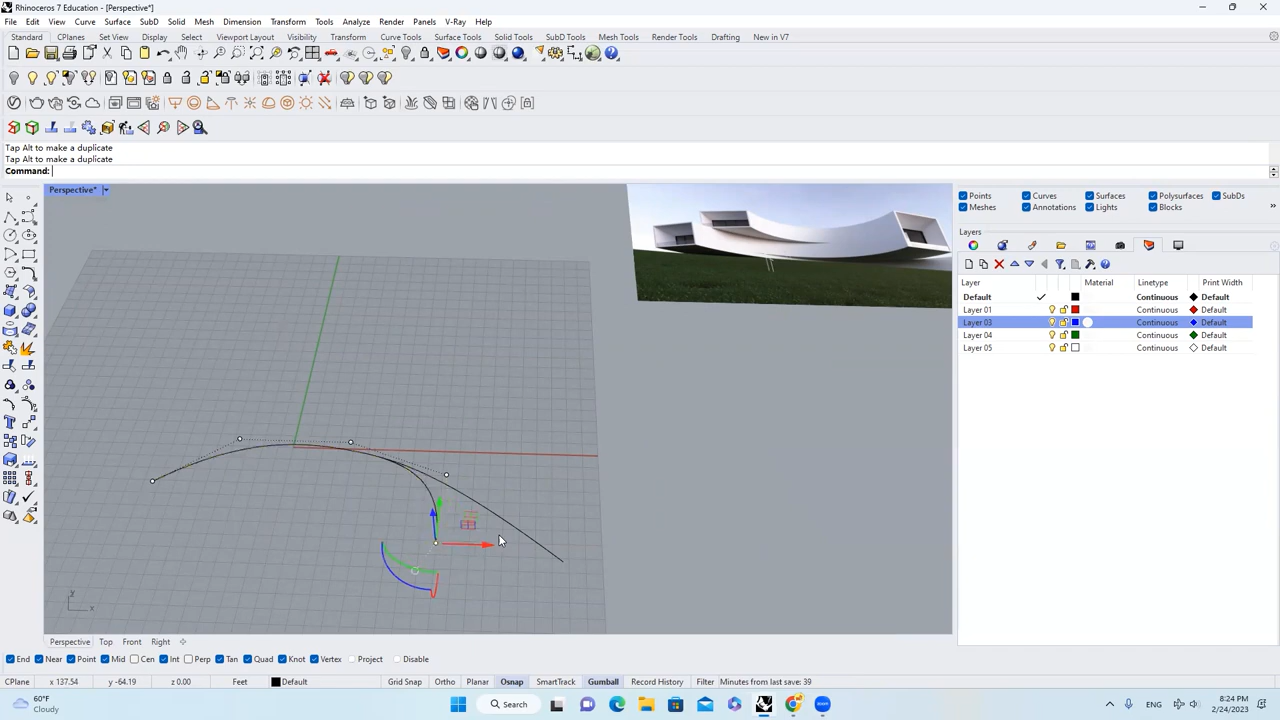 Rhinoceros 7 Education - [Perspective*]
File Edit View Curve Surface SubD Solid Mesh Dimension Transform Tools Analyze Render Panels V-Ray Help
Standard CPlanes Set View Display Select Viewport Layout Visibility Transform Curve Tools Surface Tools Solid Tools SubD Tools Mesh Tools Render Tools Drafting New in V7
Tap Alt to make a duplicate
Tap Alt to make a duplicate
Command:
Perspective*
Points Curves Surfaces Polysurfaces SubDs
Meshes Annotations Lights Blocks
Layers
Layer Material Linetype Print Width
Default Continuous Default
Layer 01 Continuous Default
Layer 03 Continuous Default
Layer 04 Continuous Default
Layer 05 Continuous Default
y
x
Perspective Top Front Right
End Near Point Mid Cen Int Perp Tan Quad Knot Vertex Project Disable
CPlane x 137.54 y -64.19 z 0.00 Feet Default Grid Snap Ortho Planar Osnap SmartTrack Gumball Record History Filter Minutes from last save: 39
60°F
Cloudy
Search
ENG
8:24 PM
2/24/2023